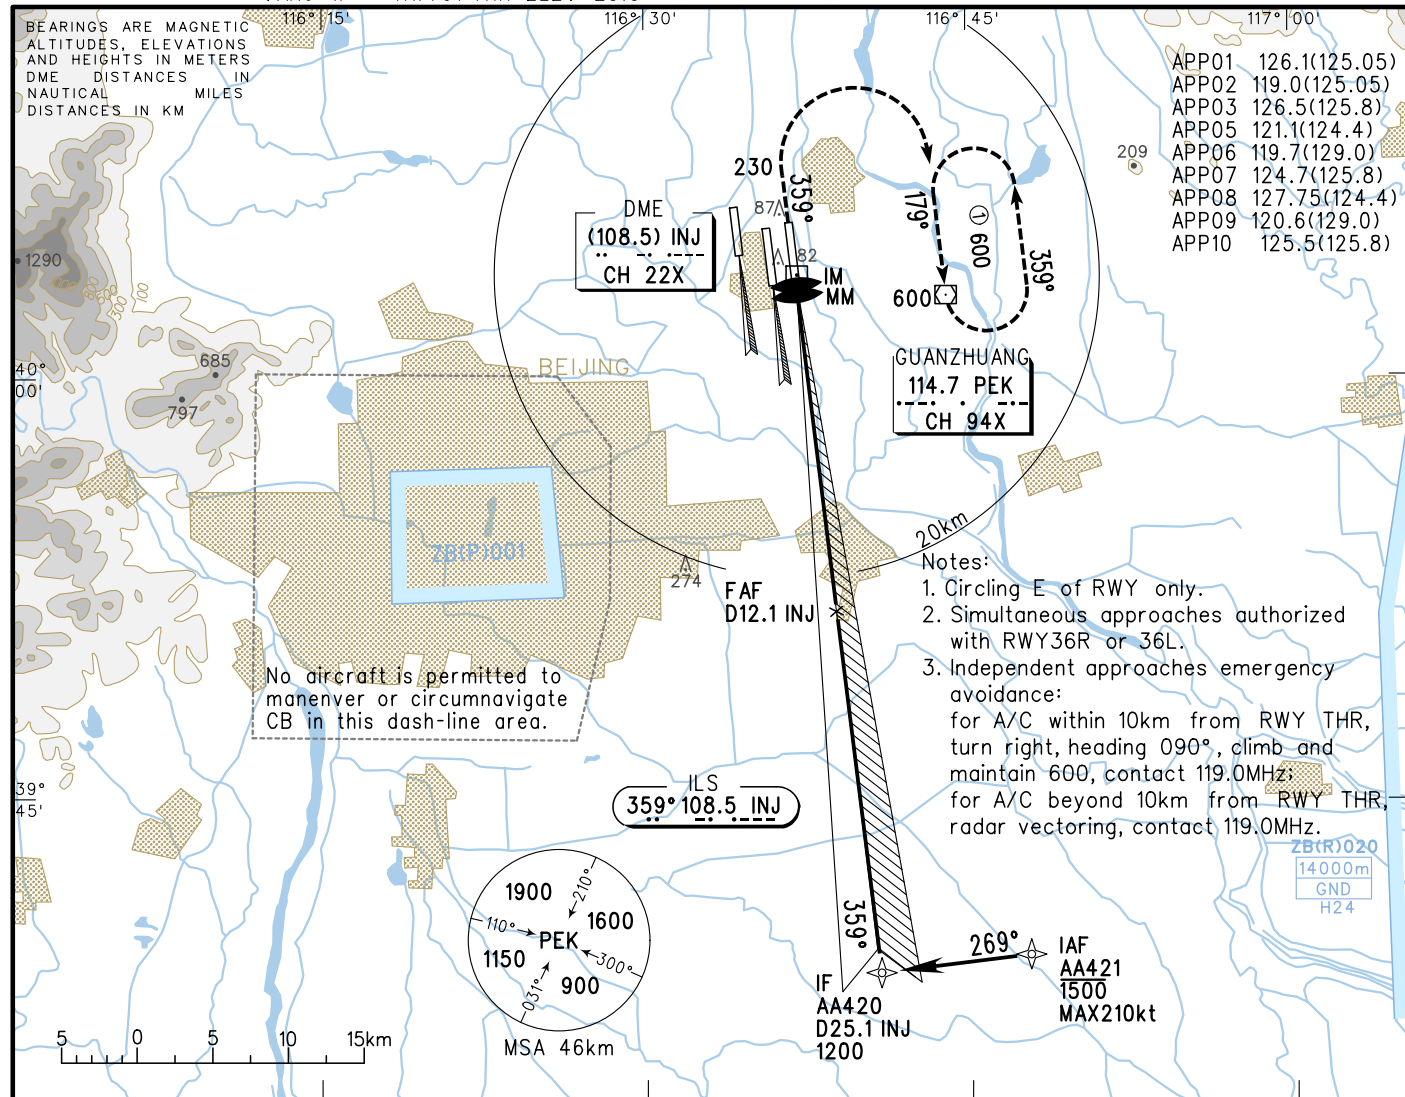 116° 15'
116° 30'
116° 45'
117° 00'
BEARINGS ARE MAGNETIC
ALTITUDES, ELEVATIONS
AND HEIGHTS IN METERS
DME DISTANCES IN
NAUTICAL MILES
DISTANCES IN KM
APP01 126.1(125.05)
APP02 119.0(125.05)
APP03 126.5(125.8)
APP05 121.1(124.4)
APP06 119.7(129.0)
APP07 124.7(125.8)
APP08 127.75(124.4)
APP09 120.6(129.0)
APP10 125.5(125.8)
209
230
359°
87
82
DME
(108.5) INJ
CH 22X
IM
MM
179°
① 600
359°
600
GUANZHUANG
114.7 PEK
CH 94X
1290
300
100
685
797
40°
00'
BEIJING
ZB(P)001
274
20km
FAF
D12.1 INJ
Notes:
1. Circling E of RWY only.
2. Simultaneous approaches authorized
with RWY36R or 36L.
3. Independent approaches emergency
avoidance:
for A/C within 10km from RWY THR,
turn right, heading 090°, climb and
maintain 600, contact 119.0MHz;
for A/C beyond 10km from RWY THR,
radar vectoring, contact 119.0MHz.
No aircraft is permitted to
manenver or circumnavigate
CB in this dash-line area.
39°
45'
ILS
359° 108.5 INJ
ZB(R)020
14000m
GND
H24
1900
210°
1600
110°
PEK
1150
300°
900
031°
MSA 46km
359°
269°
IAF
AA421
1500
MAX210kt
IF
AA420
D25.1 INJ
1200
5 0 5 10 15km